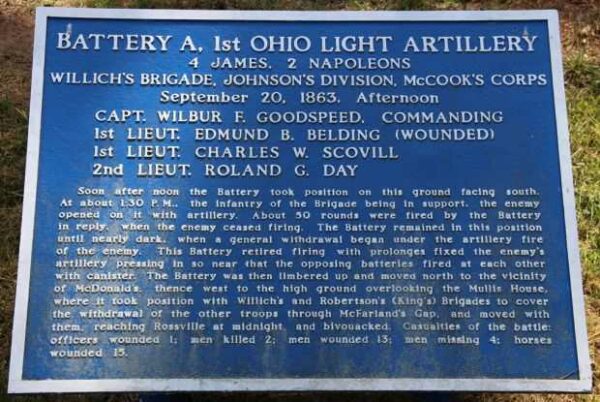 BATTERY A, 1st OHIO LIGHT ARTILLERY
4 JAMES, 2 NAPOLEONS
WILLICH'S BRIGADE, JOHNSON'S DIVISION, McCOOK'S CORPS
September 20, 1863, Afternoon
CAPT. WILBUR F. GOODSPEED, COMMANDING
1st LIEUT. EDMUND B. BELDING (WOUNDED)
1st LIEUT. CHARLES W. SCOVILL
2nd LIEUT. ROLAND G. DAY
Soon after noon the Battery took position on this ground facing south.
At about 1:30 P.M., the infantry of the Brigade being in support, the enemy
opened on it with artillery. About 50 rounds were fired by the Battery
in reply, when the enemy ceased firing. The Battery remained in this position
until nearly dark, when a general withdrawal began under the artillery fire
of the enemy. This Battery retired firing with prolonges fixed the enemy's
artillery pressing in so near that the opposing batteries fired at each other
with canister. The Battery was then limbered up and moved north to the vicinity
of McDonald's, thence west to the high ground overlooking the Mullis House,
where it took position with Willich's and Robertson's (King's) Brigades to cover
the withdrawal of the other troops through McFarland's Gap, and moved with
them, reaching Rossville at midnight, and bivouacked. Casualties of the battle:
officers wounded 1; men killed 2; men wounded 13; men missing 4; horses
wounded 15.